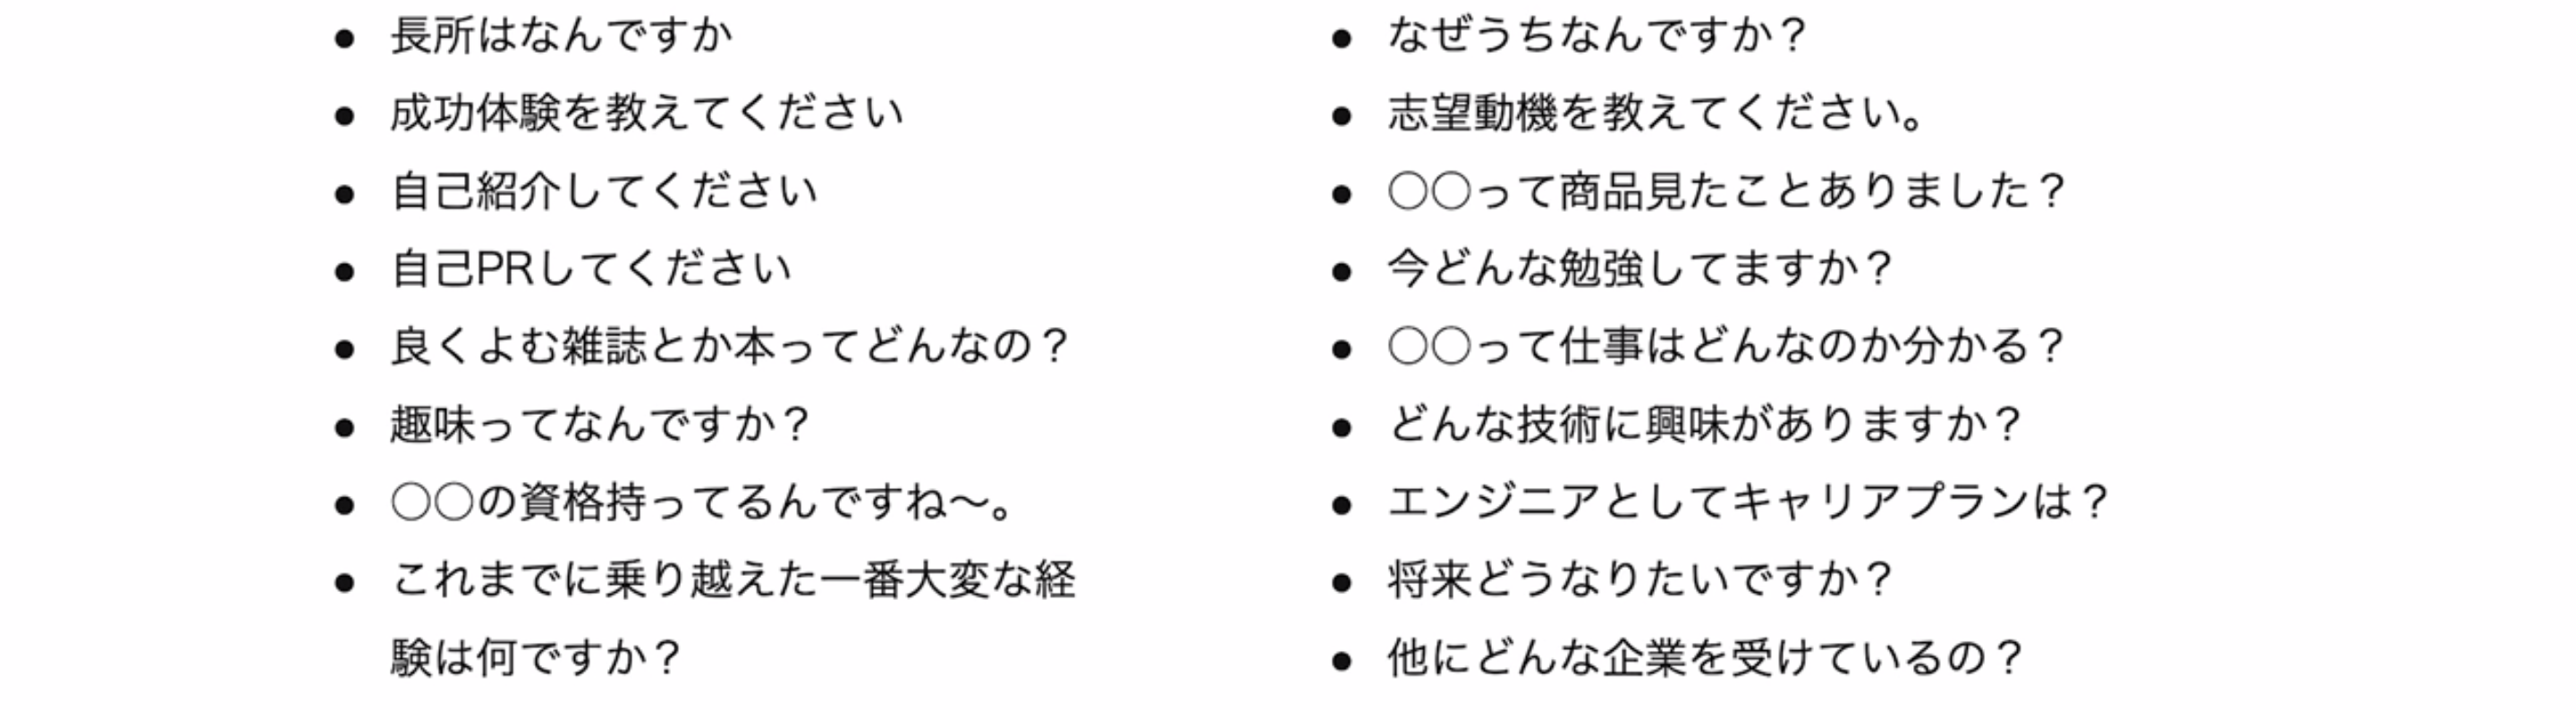 ● 長所はなんですか
● 成功体験を教えてください
● 自己紹介してください
● 自己PRしてください
● 良くよむ雑誌とか本ってどんなの？
● 趣味ってなんですか？
● 〇〇の資格持ってるんですね〜。
● これまでに乗り越えた一番大変な経
験は何ですか？
● なぜうちなんですか？
● 志望動機を教えてください。
● 〇〇って商品見たことありました？
● 今どんな勉強してますか？
● 〇〇って仕事はどんなのか分かる？
● どんな技術に興味がありますか？
● エンジニアとしてキャリアプランは？
● 将来どうなりたいですか？
● 他にどんな企業を受けているの？